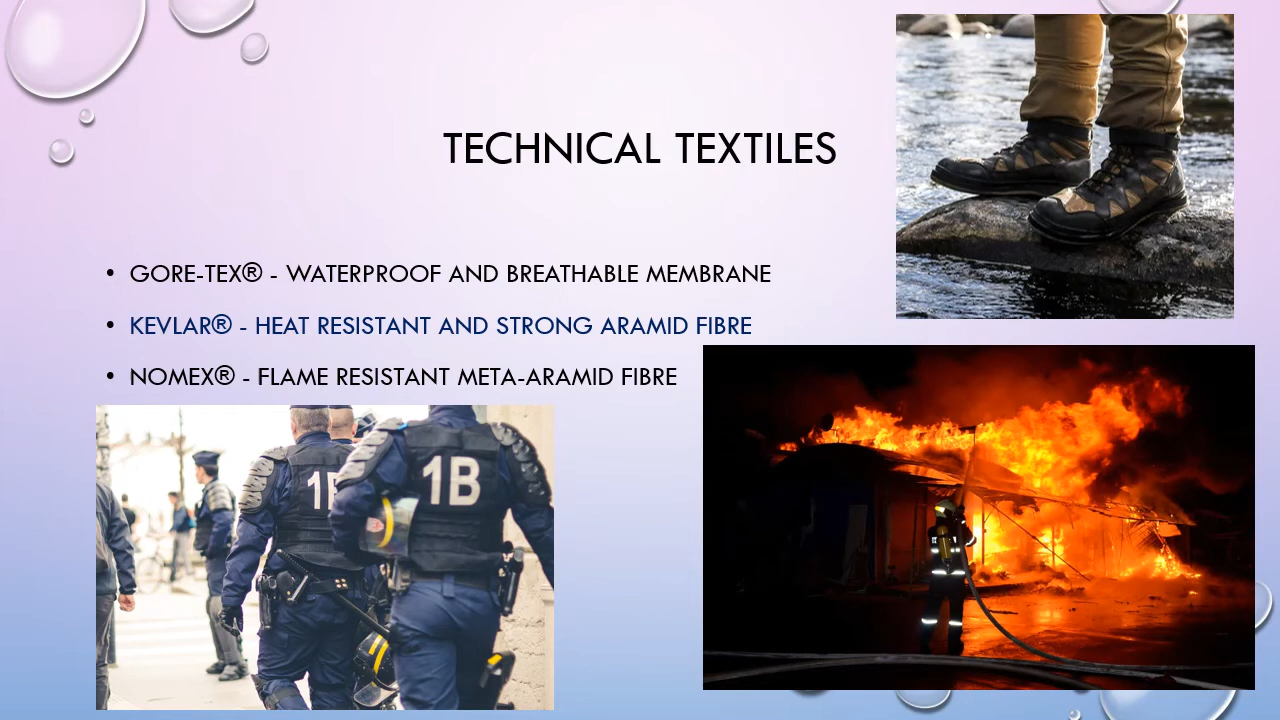 TECHNICAL TEXTILES
• GORE-TEX® - WATERPROOF AND BREATHABLE MEMBRANE
• KEVLAR® - HEAT RESISTANT AND STRONG ARAMID FIBRE
• NOMEX® - FLAME RESISTANT META-ARAMID FIBRE
1B